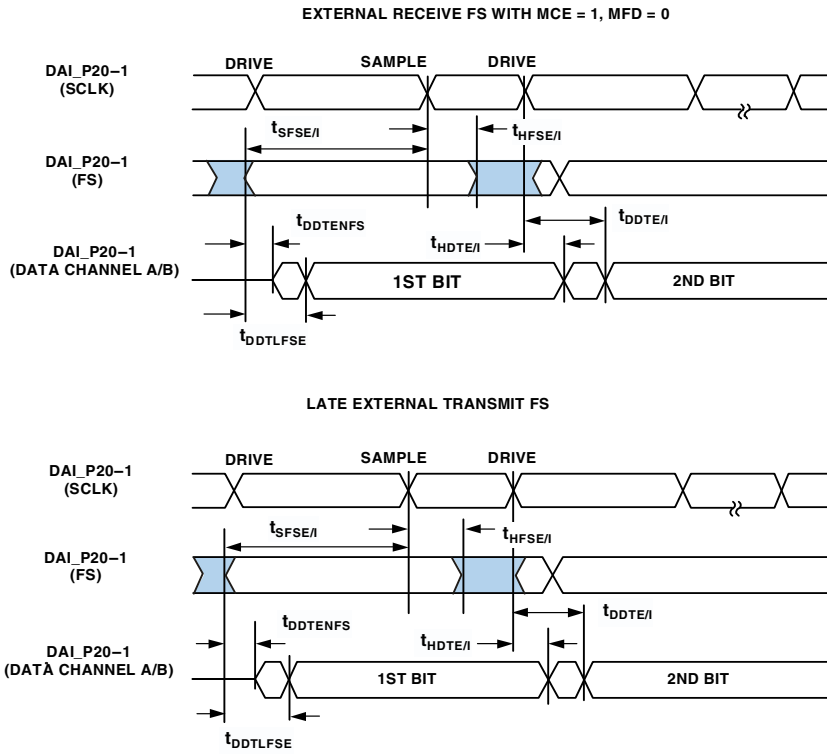 EXTERNAL RECEIVE FS WITH MCE = 1, MFD = 0
DRIVE SAMPLE DRIVE
DAI_P20–1
(SCLK)
tSFSE/I tHFSE/I
DAI_P20–1
(FS)
tDDTENFS tHDTE/I tDDTE/I
DAI_P20–1
(DATA CHANNEL A/B)
1ST BIT 2ND BIT
tDDTLFSE
LATE EXTERNAL TRANSMIT FS
DRIVE SAMPLE DRIVE
DAI_P20–1
(SCLK)
tSFSE/I tHFSE/I
DAI_P20–1
(FS)
tDDTENFS tHDTE/I tDDTE/I
DAI_P20–1
(DATA CHANNEL A/B)
1ST BIT 2ND BIT
tDDTLFSE